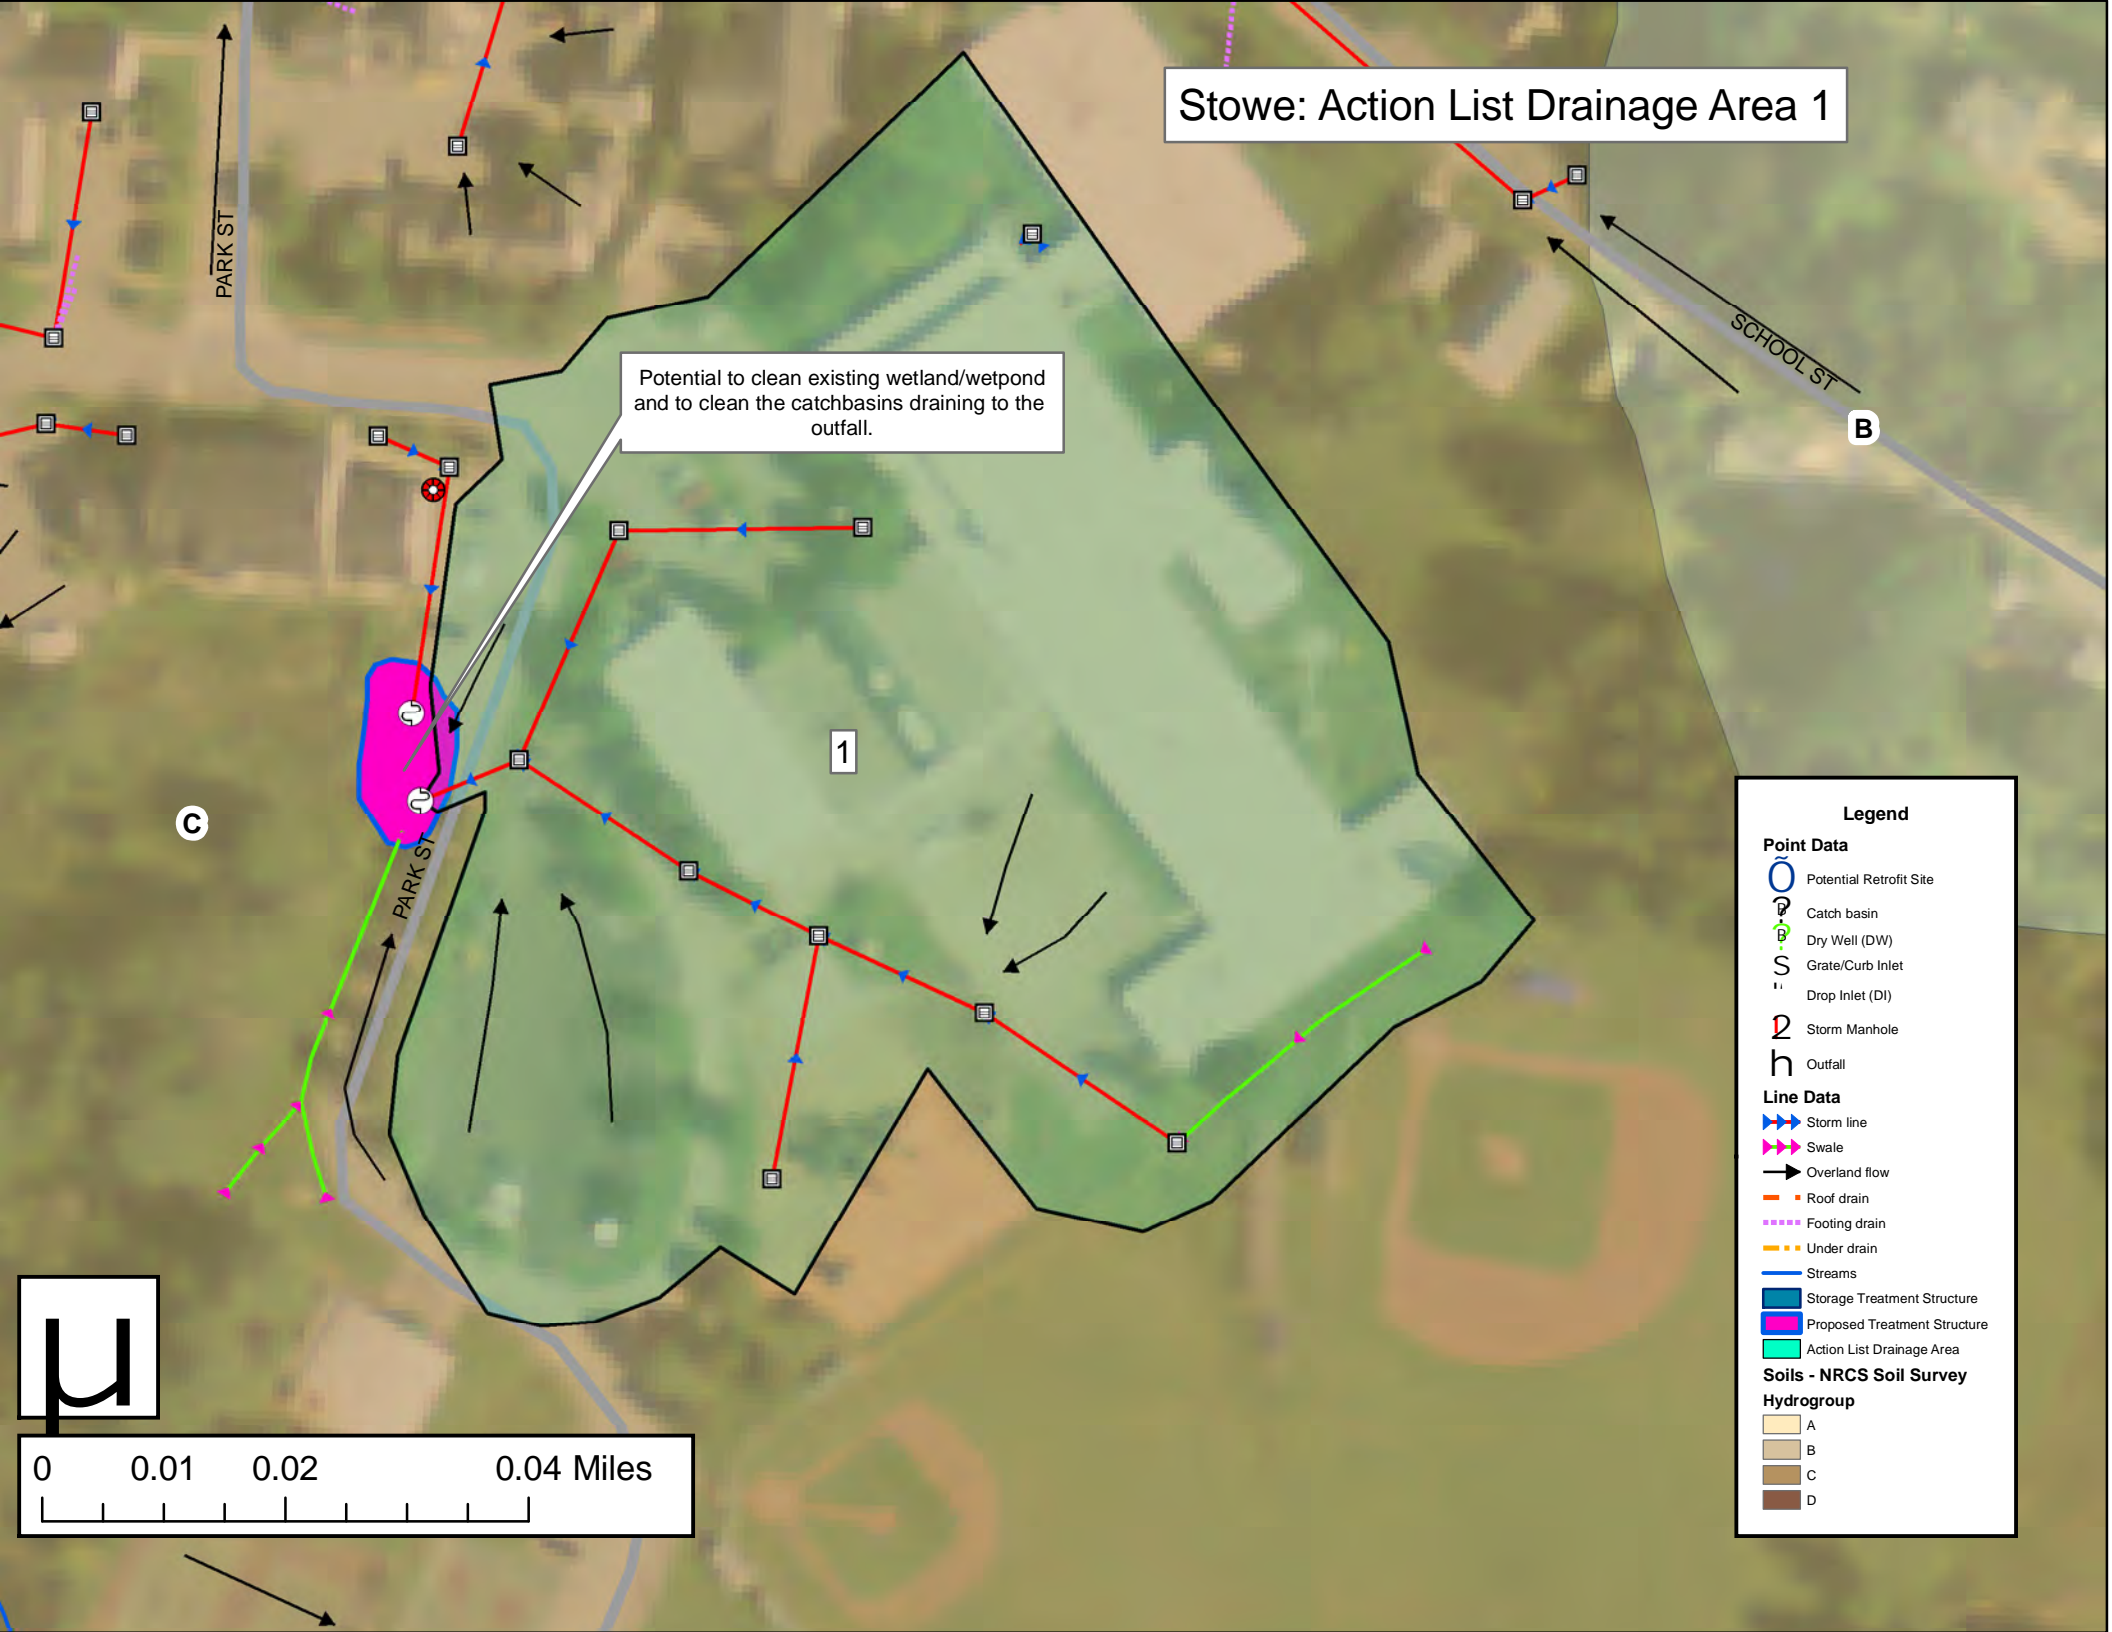 Stowe: Action List Drainage Area 1
PARK ST
SCHOOL ST
Potential to clean existing wetland/wetpond
and to clean the catchbasins draining to the
outfall.
B
1
C
PARK ST
Legend
Point Data
Õ Potential Retrofit Site
? B Catch basin
? B Dry Well (DW)
S Grate/Curb Inlet
" Drop Inlet (DI)
2 Storm Manhole
h Outfall
Line Data
Storm line
Swale
Overland flow
Roof drain
Footing drain
Under drain
Streams
Storage Treatment Structure
Proposed Treatment Structure
Action List Drainage Area
Soils - NRCS Soil Survey
Hydrogroup
A
B
C
D
µ
0 0.01 0.02 0.04 Miles